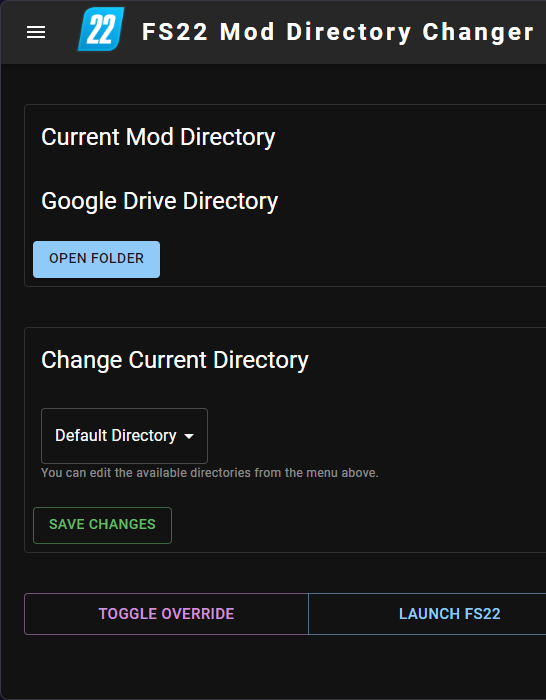 22
FS22 Mod Directory Changer
Current Mod Directory
Google Drive Directory
OPEN FOLDER
Change Current Directory
Default Directory
You can edit the available directories from the menu above.
SAVE CHANGES
TOGGLE OVERRIDE
LAUNCH FS22